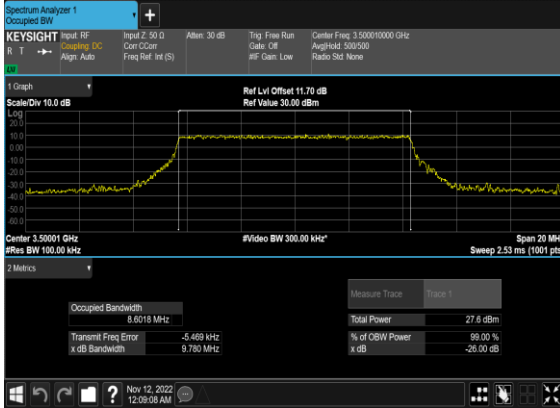 Spectrum Analyzer 1
Occupied BW
+
KEYSIGHT Input: RF Input Z: 50 Ω Atten: 30 dB Trig: Free Run Center Freq: 3.500010000 GHz
R T Coupling: DC Corr CCorr Gate: Off Avg|Hold: 500/500
Align: Auto Freq Ref: Int (S) #IF Gain: Low Radio Std: None
1 Graph
Ref Lvl Offset 11.70 dB
Scale/Div 10.0 dB Ref Value 30.00 dBm
Log
20.0
10.0
0.00
-10.0
-20.0
-30.0
-40.0
-50.0
-60.0
Center 3.50001 GHz #Video BW 300.00 kHz* Span 20 MH
#Res BW 100.00 kHz Sweep 2.53 ms (1001 pts
2 Metrics
Measure Trace Trace 1
Occupied Bandwidth
8.6018 MHz Total Power 27.6 dBm
Transmit Freq Error -5.469 kHz % of OBW Power 99.00 %
x dB Bandwidth 9.780 MHz x dB -26.00 dB
? Nov 12, 2022
12:09:08 AM